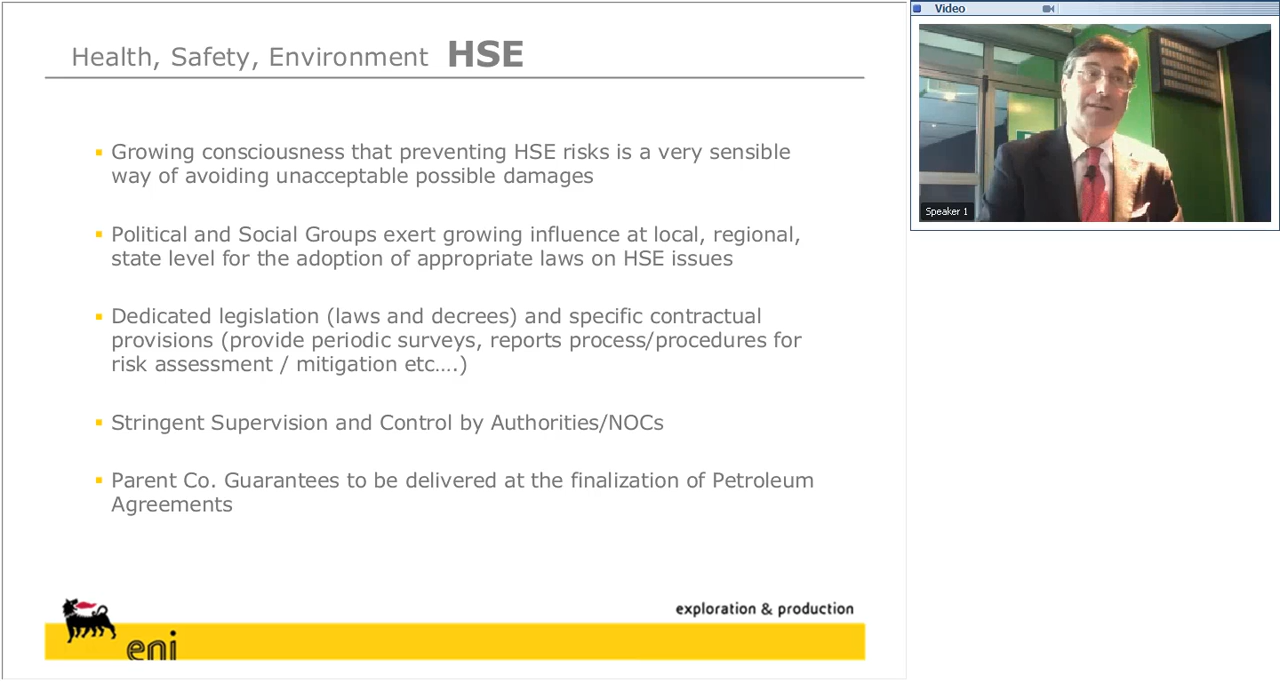 Health, Safety, Environment HSE
Growing consciousness that preventing HSE risks is a very sensible
way of avoiding unacceptable possible damages
Political and Social Groups exert growing influence at local, regional,
state level for the adoption of appropriate laws on HSE issues
Dedicated legislation (laws and decrees) and specific contractual
provisions (provide periodic surveys, reports process/procedures for
risk assessment / mitigation etc….)
Stringent Supervision and Control by Authorities/NOCs
Parent Co. Guarantees to be delivered at the finalization of Petroleum
Agreements
exploration & production
eni
Video
Speaker 1